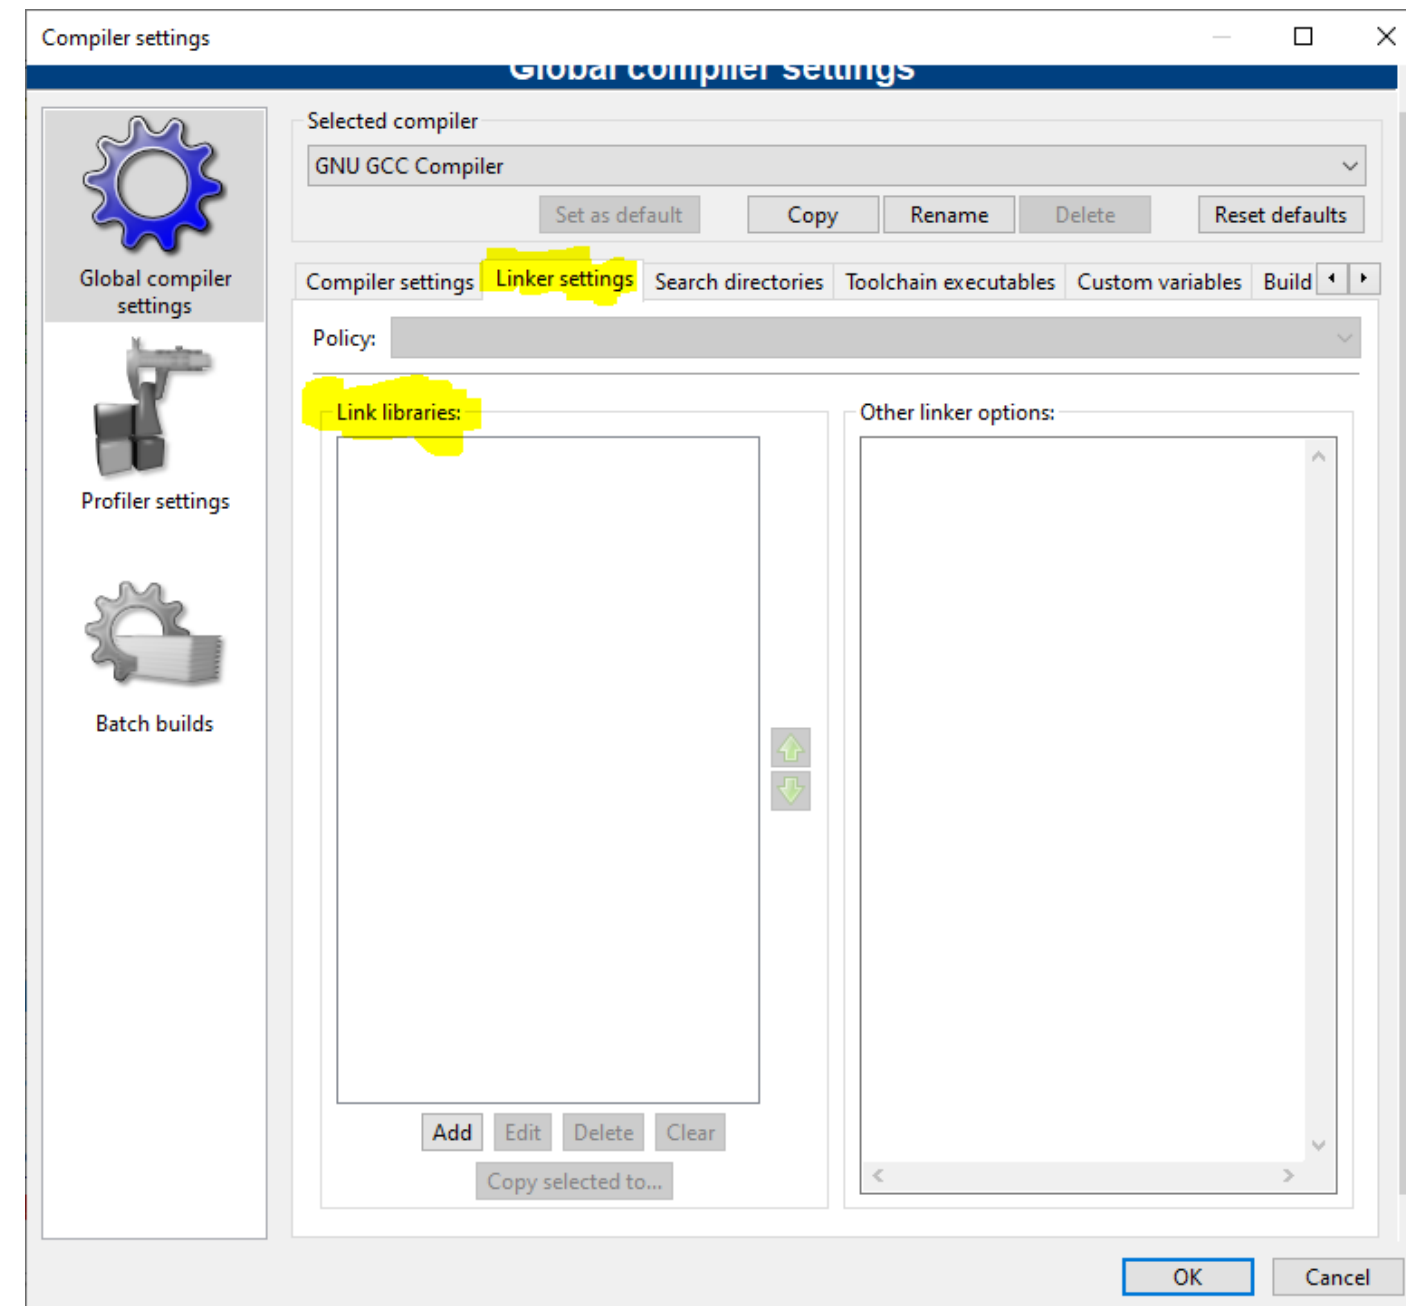 Compiler settings
Global compiler settings
Global compiler
settings
Profiler settings
Batch builds
Selected compiler
GNU GCC Compiler
Set as default Copy Rename Delete Reset defaults
Compiler settings Linker settings Search directories Toolchain executables Custom variables Build
Policy:
Link libraries:
Other linker options:
Add Edit Delete Clear
Copy selected to...
OK Cancel